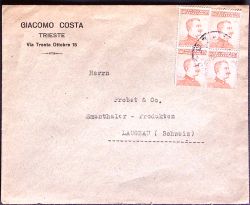 GIACOMO COSTA
TRIESTE
Via Trenta Ottobre 15
Herrn
Probst & Co.
Emmenthaler - Produkten
LANGNAU ( Schweiz)